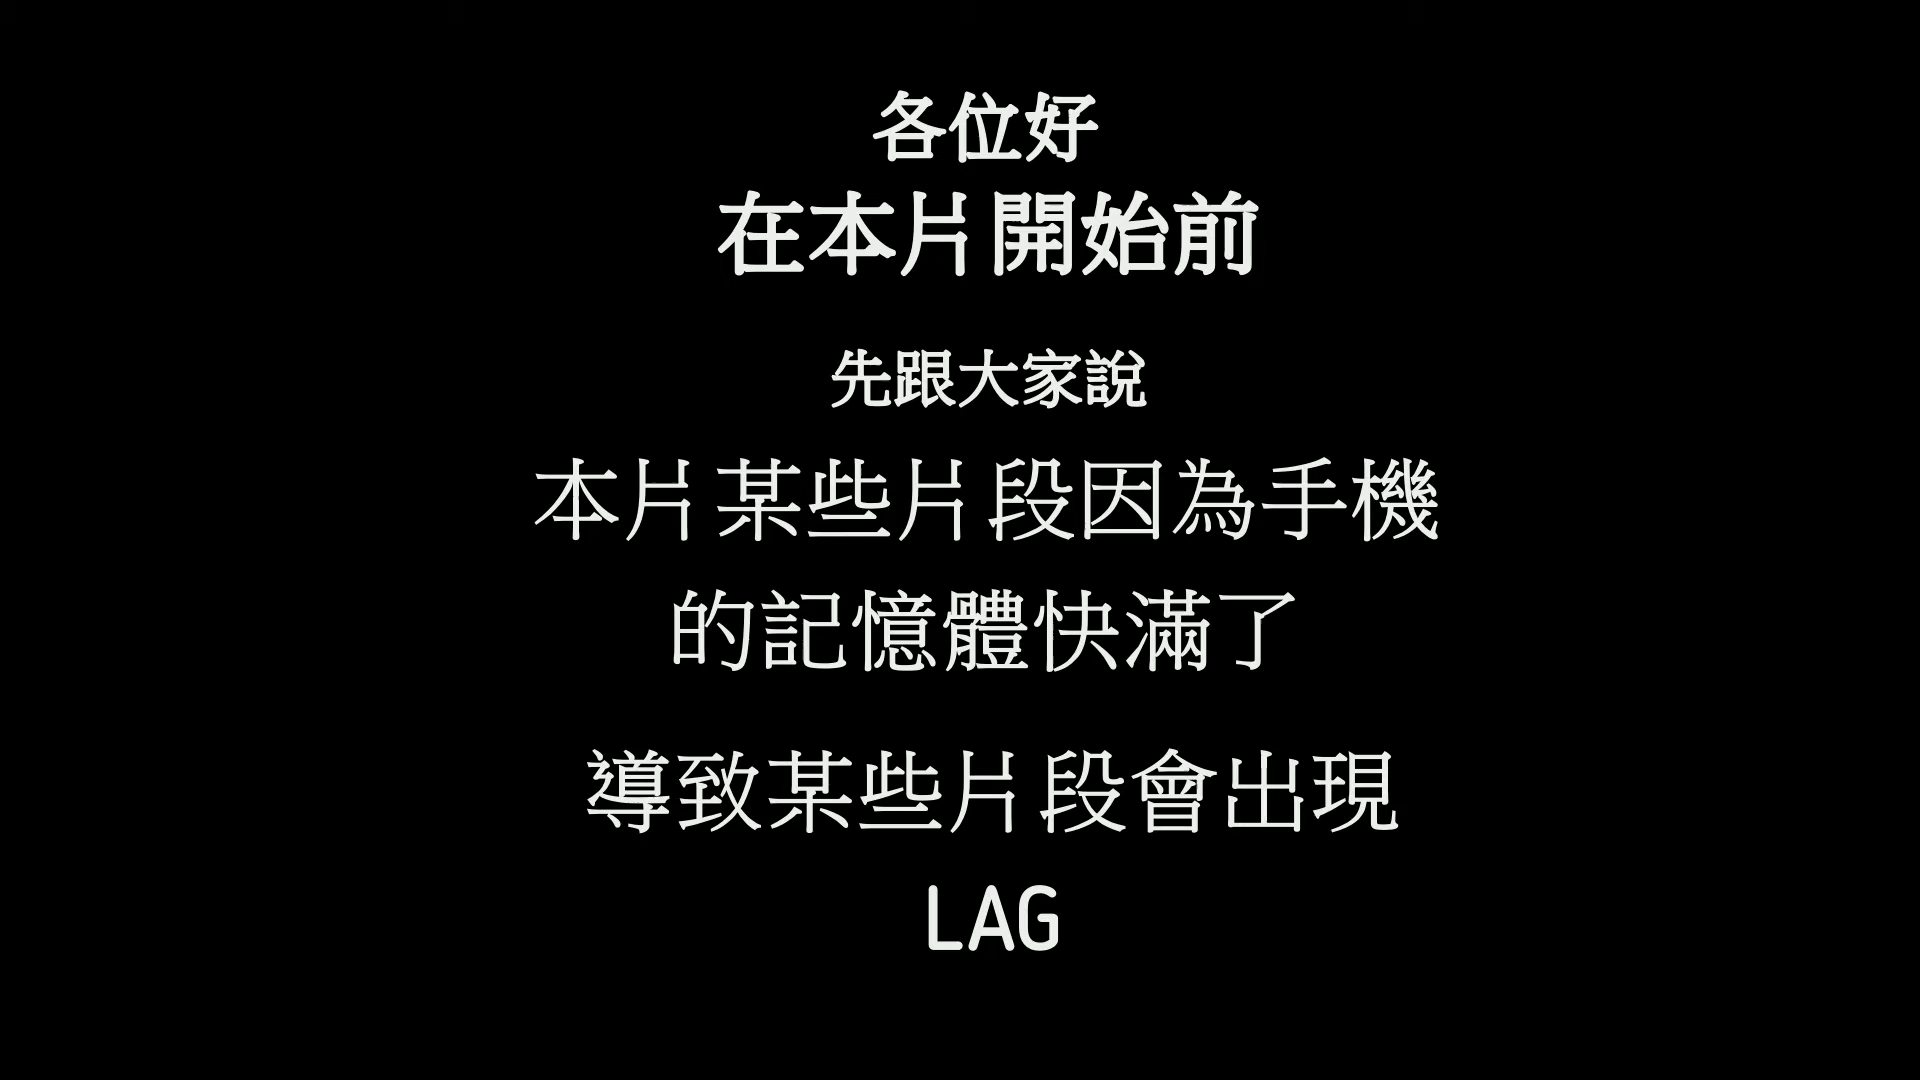 各位好
在本片開始前
先跟大家說
本片某些片段因為手機
的記憶體快滿了
導致某些片段會出現
LAG